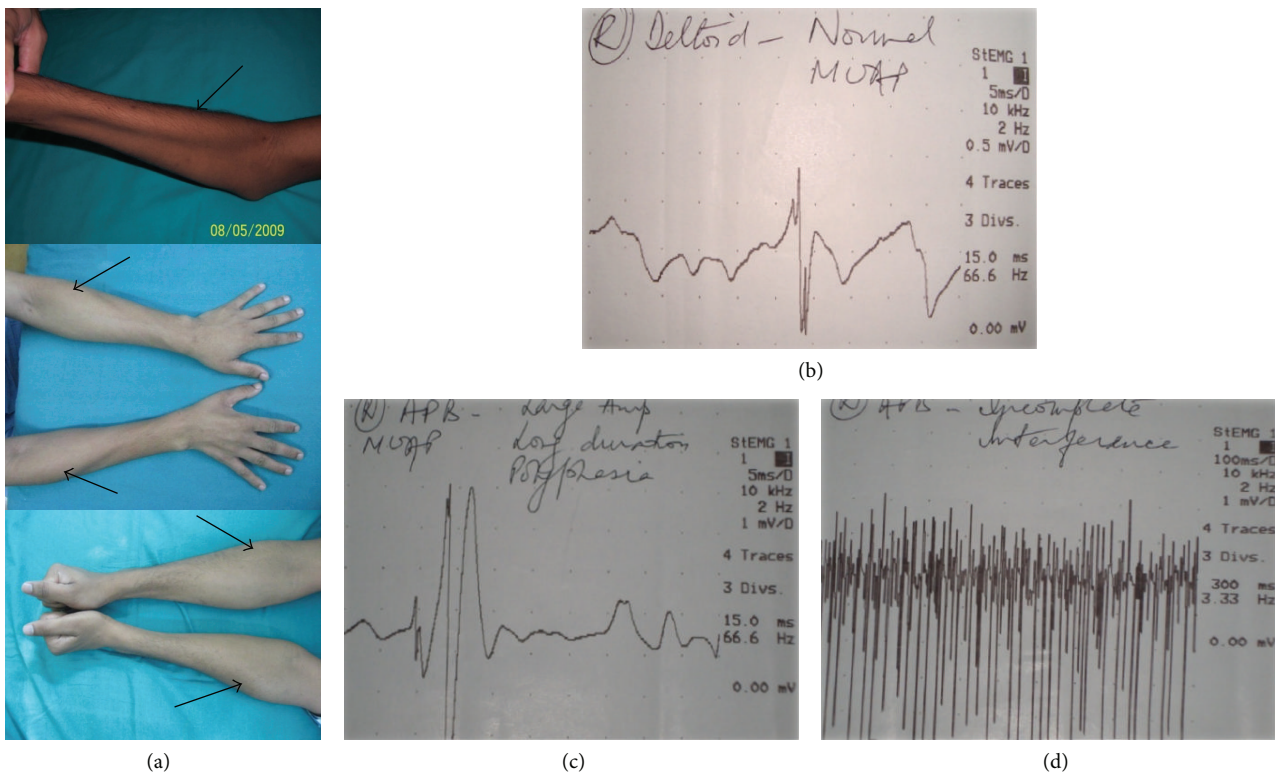 08/05/2009
(a)
(R) Deltoid - Normal
MUAP
StEMG 1
1 I
5ms/D
10 kHz
2 Hz
0.5 mV/D
4 Traces
3 Divs.
15.0 ms
66.6 Hz
0.00 mV
(b)
(R) APB - Large Amp
MUAP Long duration
Polyphasia
StEMG 1
1 I
5ms/D
10 kHz
2 Hz
1 mV/D
4 Traces
3 Divs.
15.0 ms
66.6 Hz
0.00 mV
(c)
(R) APB - Incomplete
Interference
StEMG 1
1 I
100ms/D
10 kHz
2 Hz
1 mV/D
4 Traces
3 Divs.
300 ms
3.33 Hz
0.00 mV
(d)